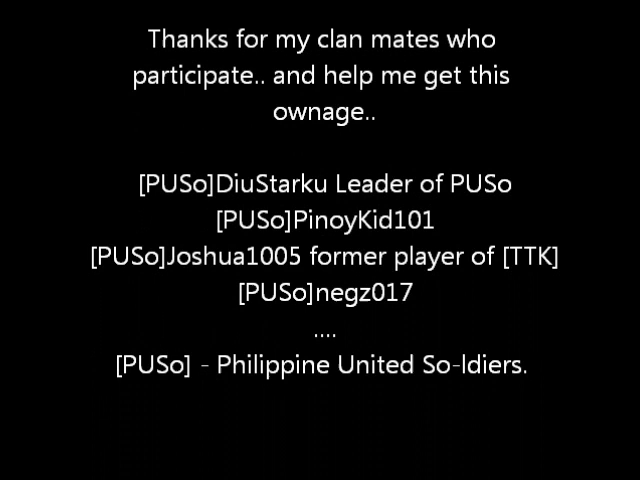 Thanks for my clan mates who
participate.. and help me get this
ownage..
[PUSo]DiuStarku Leader of PUSo
[PUSo]PinoyKid101
[PUSo]Joshua1005 former player of [TTK]
[PUSo]negz017
....
[PUSo] - Philippine United So-ldiers.